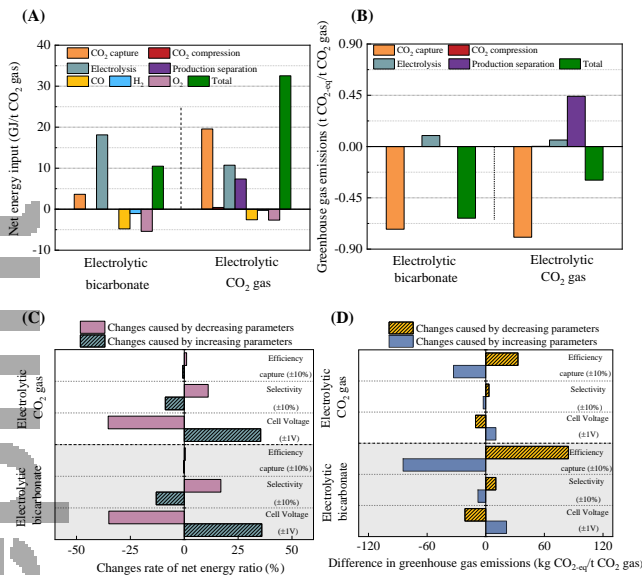 (A)
CO2 capture
CO2 compression
Electrolysis
Production separation
CO
H2
O2
Total
Net energy input (GJ/t CO2 gas)
40
30
20
10
0
-10
Electrolytic
bicarbonate
Electrolytic
CO2 gas
(B)
CO2 capture
CO2 compression
Electrolysis
Production separation
CO
H2
O2
Total
Greenhouse gas emissions (t CO2-eq/t CO2 gas)
0.90
0.45
0.00
-0.45
-0.90
Electrolytic
bicarbonate
Electrolytic
CO2 gas
(C)
Changes caused by decreasing parameters
Changes caused by increasing parameters
Electrolytic
CO2 gas
Electrolytic
bicarbonate
Efficiency
capture (±10%)
Selectivity
(±10%)
Cell Voltage
(±1V)
Efficiency
capture (±10%)
Selectivity
(±10%)
Cell Voltage
(±1V)
-50
-25
0
25
50
Changes rate of net energy ratio (%)
(D)
Changes caused by decreasing parameters
Changes caused by increasing parameters
Electrolytic
CO2 gas
Electrolytic
bicarbonate
Efficiency
capture (±10%)
Selectivity
(±10%)
Cell Voltage
(±1V)
Efficiency
capture (±10%)
Selectivity
(±10%)
Cell Voltage
(±1V)
-120
-60
0
60
120
Difference in greenhouse gas emissions (kg CO2-eq/t CO2 gas)